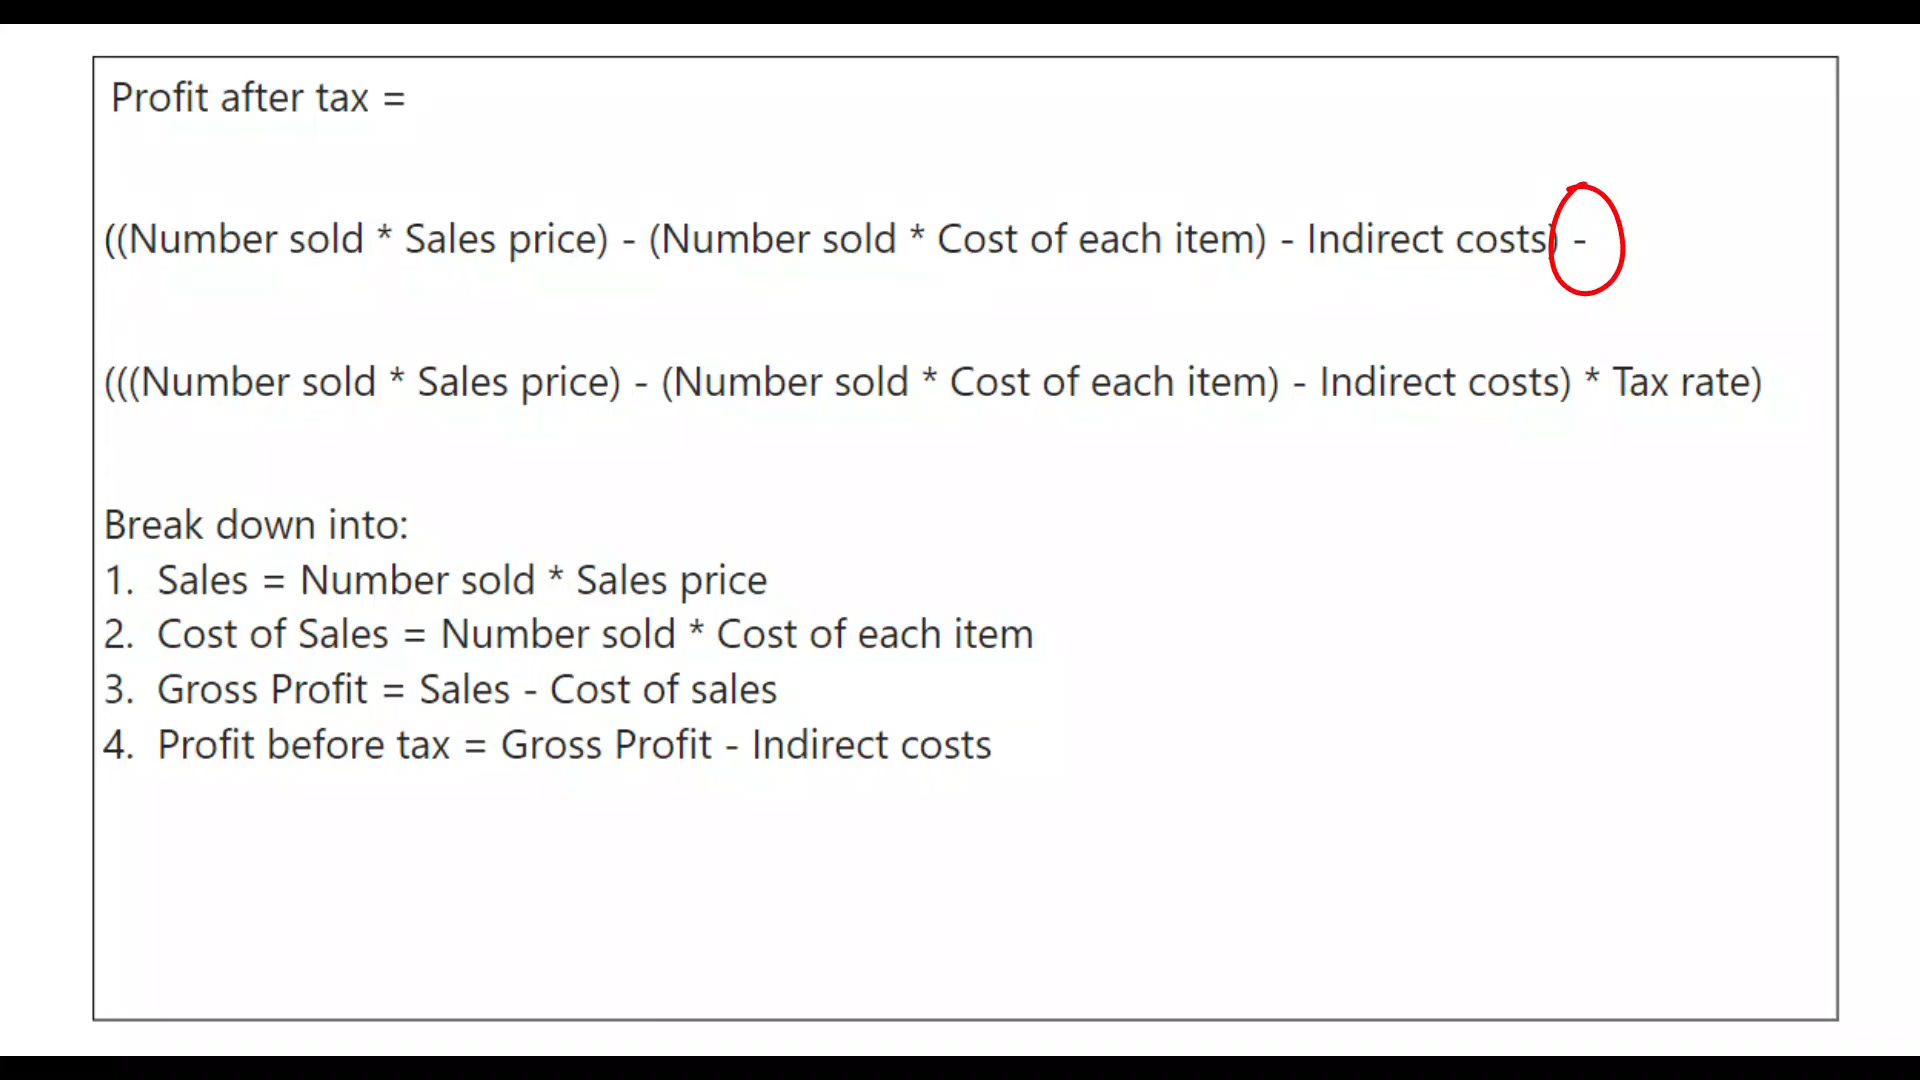 Profit after tax =
((Number sold * Sales price) - (Number sold * Cost of each item) - Indirect costs) -
(((Number sold * Sales price) - (Number sold * Cost of each item) - Indirect costs) * Tax rate)
Break down into:
1. Sales = Number sold * Sales price
2. Cost of Sales = Number sold * Cost of each item
3. Gross Profit = Sales - Cost of sales
4. Profit before tax = Gross Profit - Indirect costs